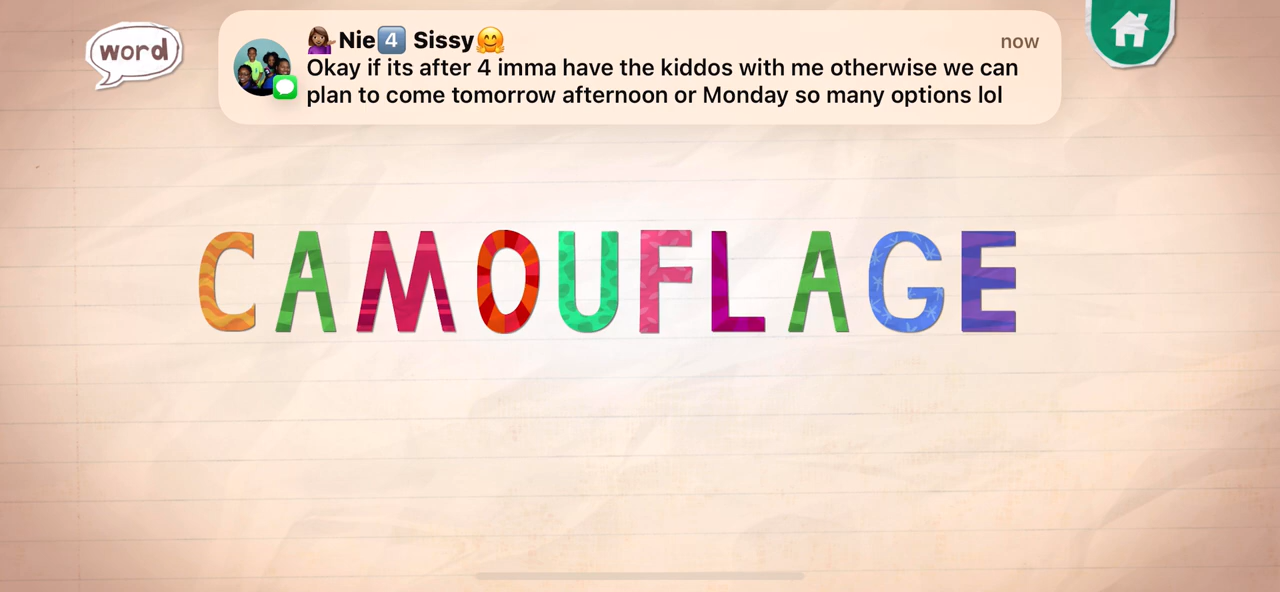 word
💁🏽‍♀️Nie4️⃣ Sissy🤗
now
Okay if its after 4 imma have the kiddos with me otherwise we can
plan to come tomorrow afternoon or Monday so many options lol
CAMOUFLAGE